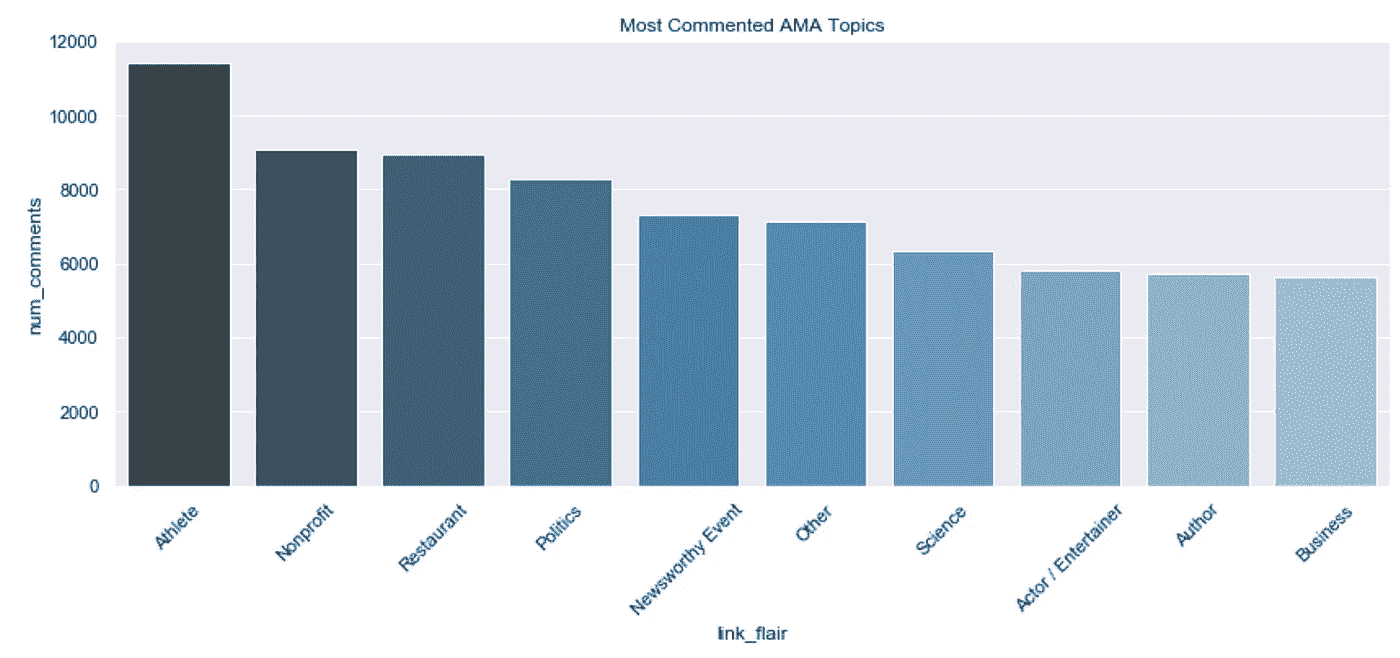 Most Commented AMA Topics
12000
10000
8000
6000
4000
2000
0
num_comments
Athlete
Nonprofit
Restaurant
Politics
Newsworthy Event
Other
Science
Actor / Entertainer
Author
Business
link_flair